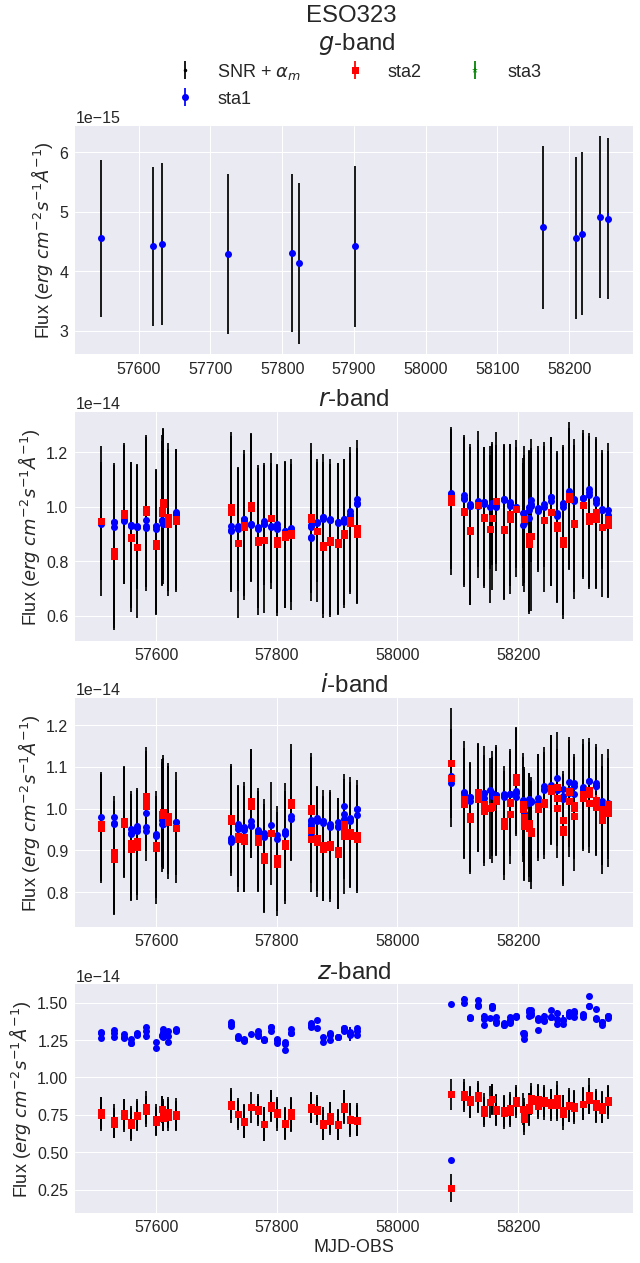 ESO323
g-band
SNR + αm sta2 sta3
sta1
1e−15
6
5
4
3
Flux (erg cm−2s−1Å−1)
57600 57700 57800 57900 58000 58100 58200
r-band
1e−14
1.2
1.0
0.8
0.6
Flux (erg cm−2s−1Å−1)
57600 57800 58000 58200
i-band
1e−14
1.2
1.1
1.0
0.9
0.8
Flux (erg cm−2s−1Å−1)
57600 57800 58000 58200
z-band
1e−14
1.50
1.25
1.00
0.75
0.50
0.25
Flux (erg cm−2s−1Å−1)
57600 57800 58000 58200
MJD-OBS